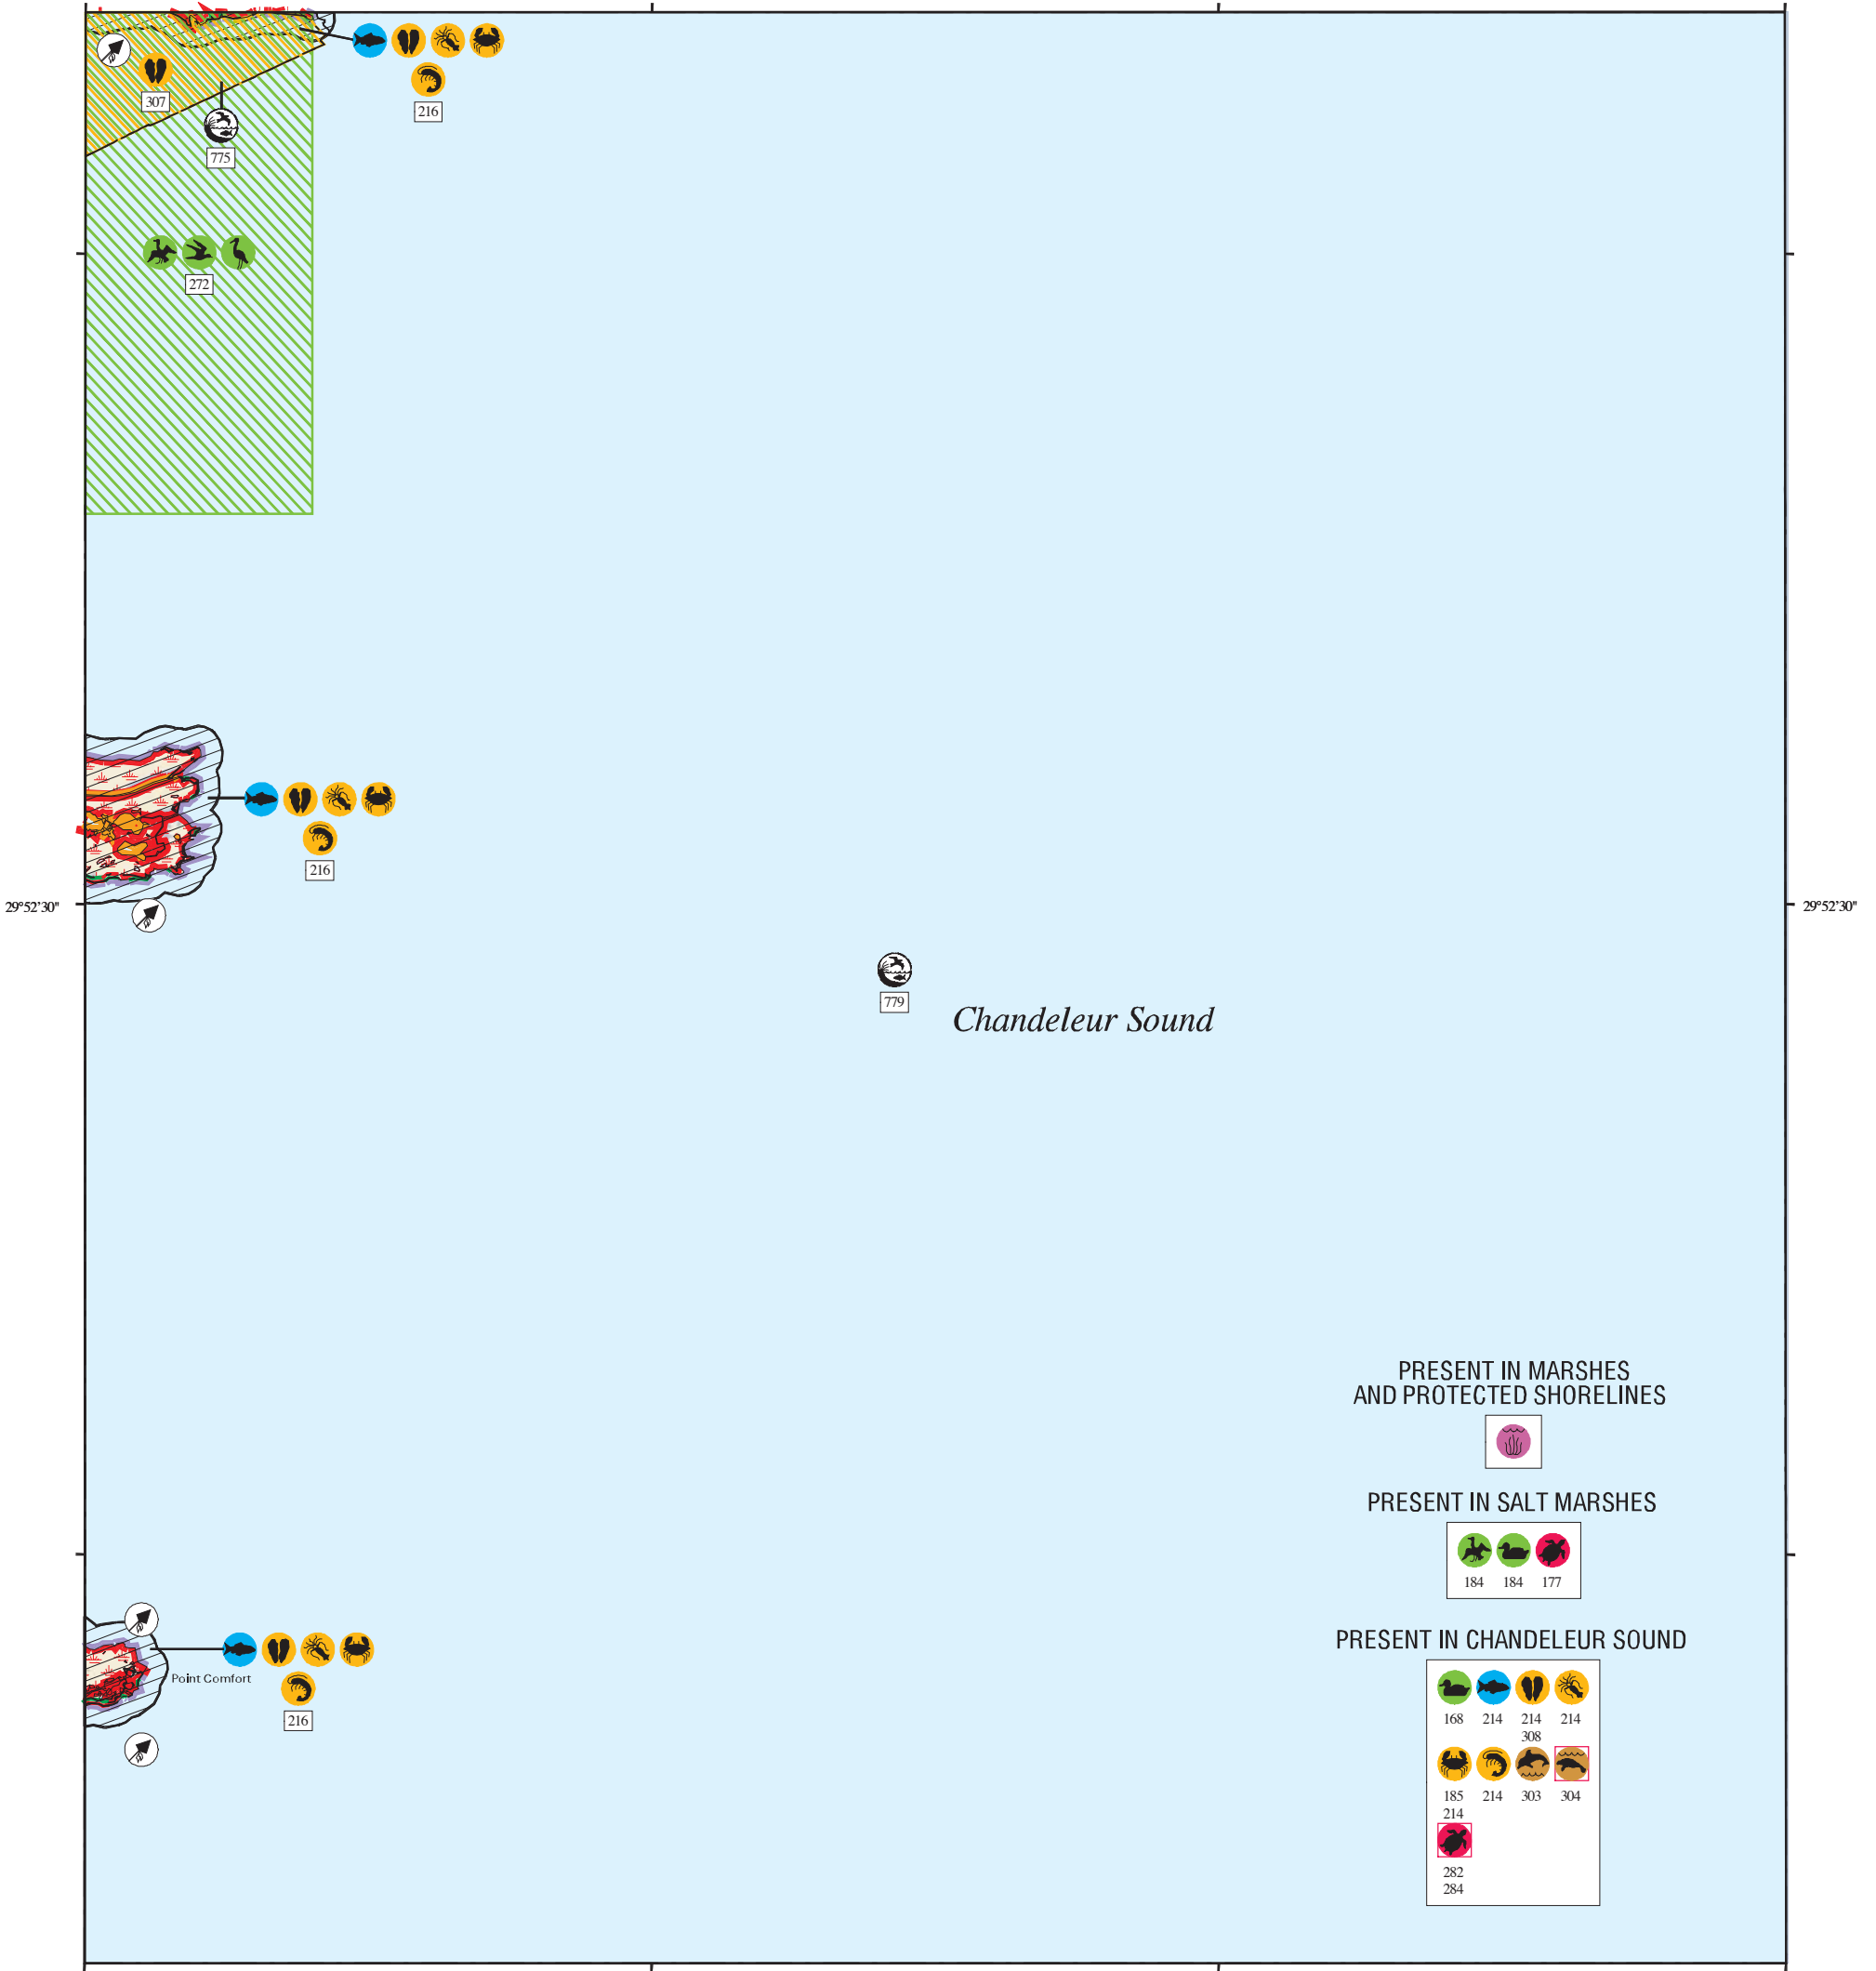 307
216
775
272
216
29°52'30"
29°52'30"
779
Chandeleur Sound
PRESENT IN MARSHES
AND PROTECTED SHORELINES
PRESENT IN SALT MARSHES
184 184 177
PRESENT IN CHANDELEUR SOUND
Point Comfort
216
168 214 214 214
308
185 214 303 304
214
282
284